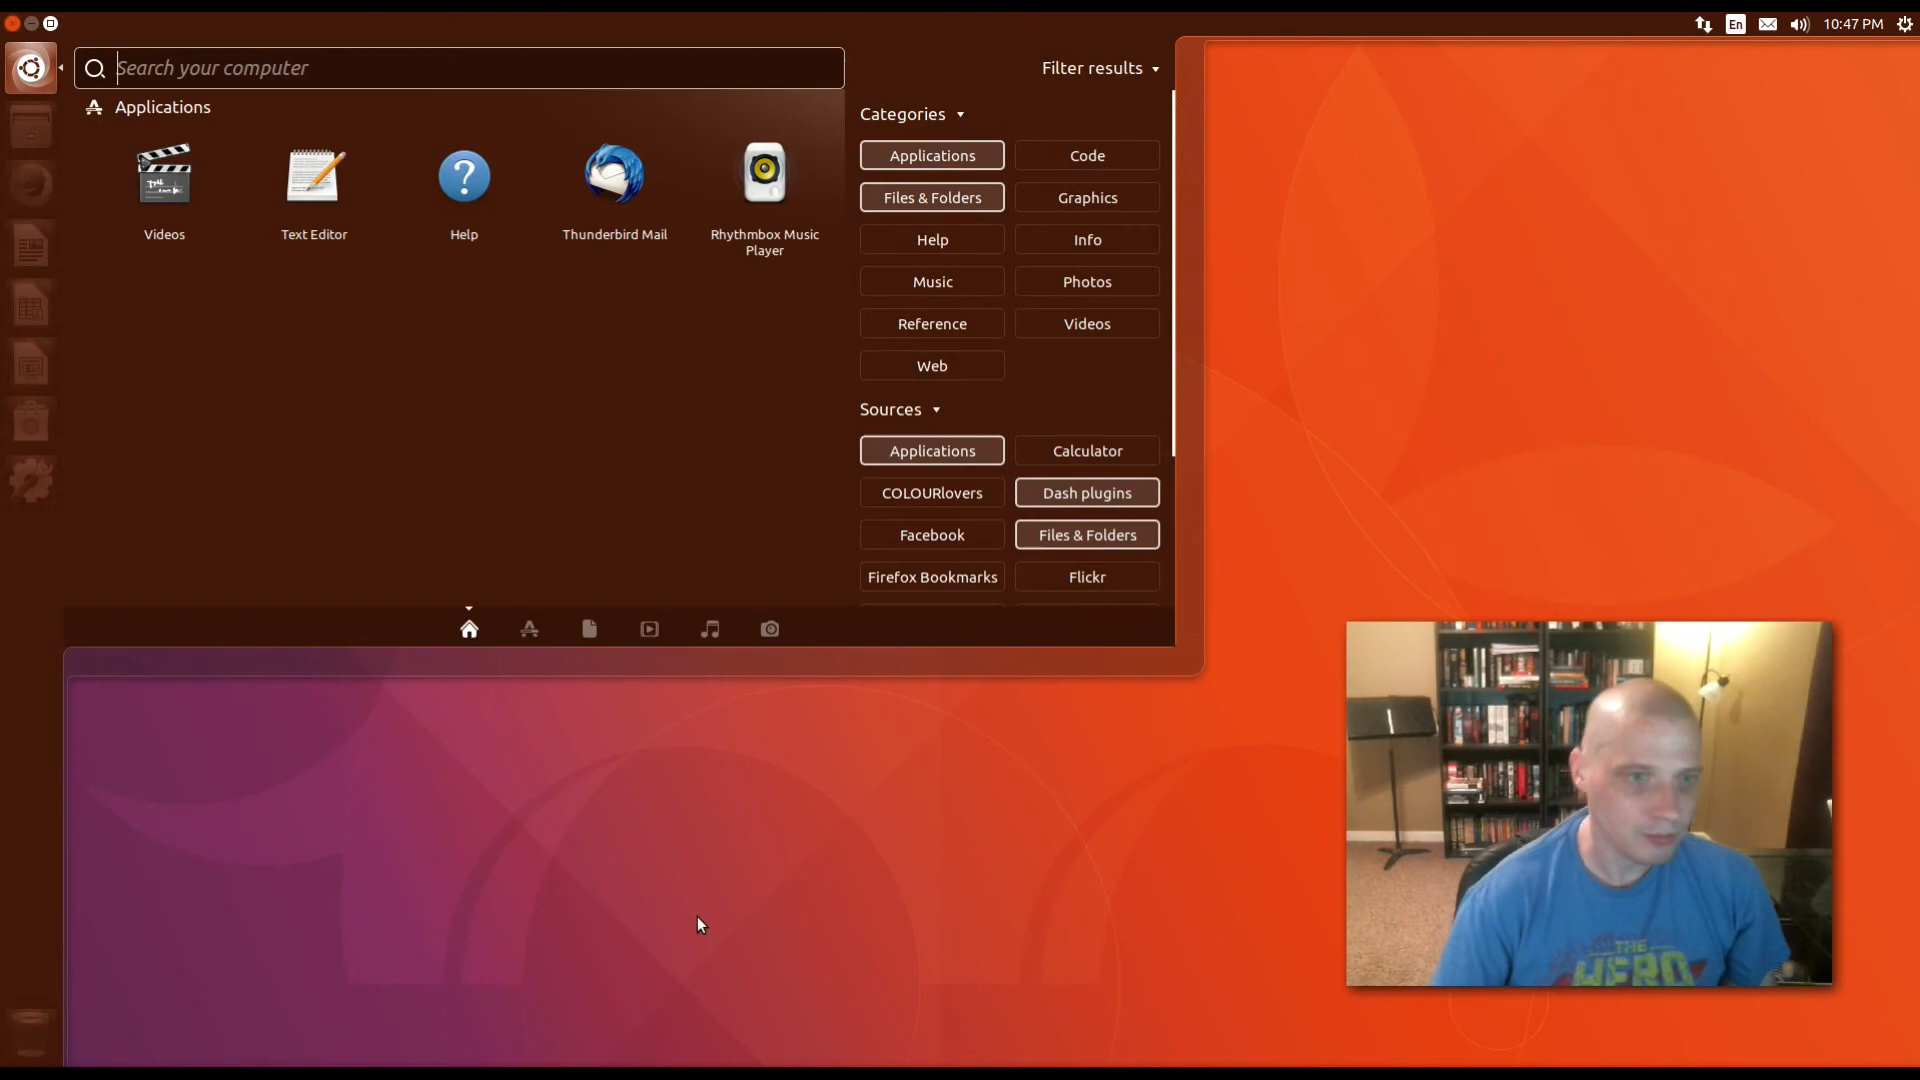 En
10:47 PM
Search your computer
Filter results
Applications
Videos
Text Editor
Help
Thunderbird Mail
Rhythmbox Music
Player
Categories
Applications
Code
Files & Folders
Graphics
Help
Info
Music
Photos
Reference
Videos
Web
Sources
Applications
Calculator
COLOURlovers
Dash plugins
Facebook
Files & Folders
Firefox Bookmarks
Flickr
THE
HERO